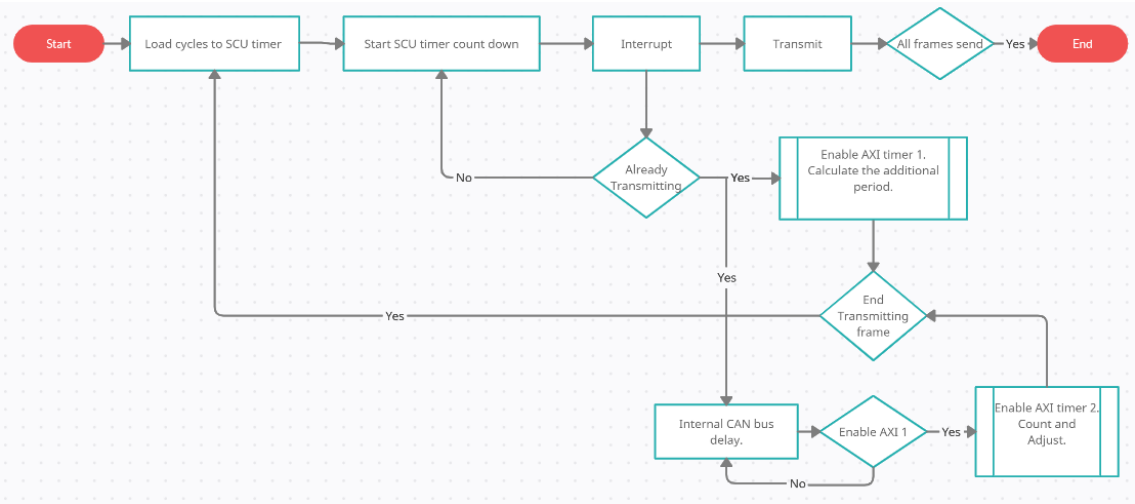 Start
Load cycles to SCU timer
Start SCU timer count down
Interrupt
Transmit
All frames send
Yes
End
Already
Transmitting
No
Yes
Enable AXI timer 1.
Calculate the additional
period.
Yes
End
Transmitting
frame
Yes
Internal CAN bus
delay.
Enable AXI 1
Yes
Enable AXI timer 2.
Count and
Adjust.
No